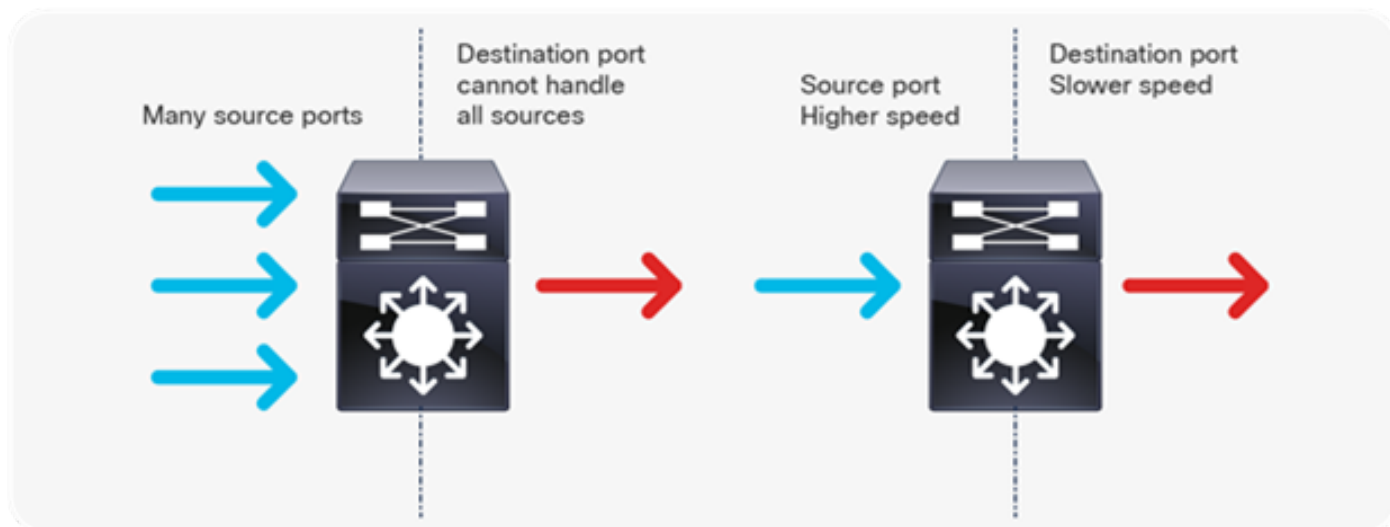 Many source ports
Destination port
cannot handle
all sources
Source port
Higher speed
Destination port
Slower speed